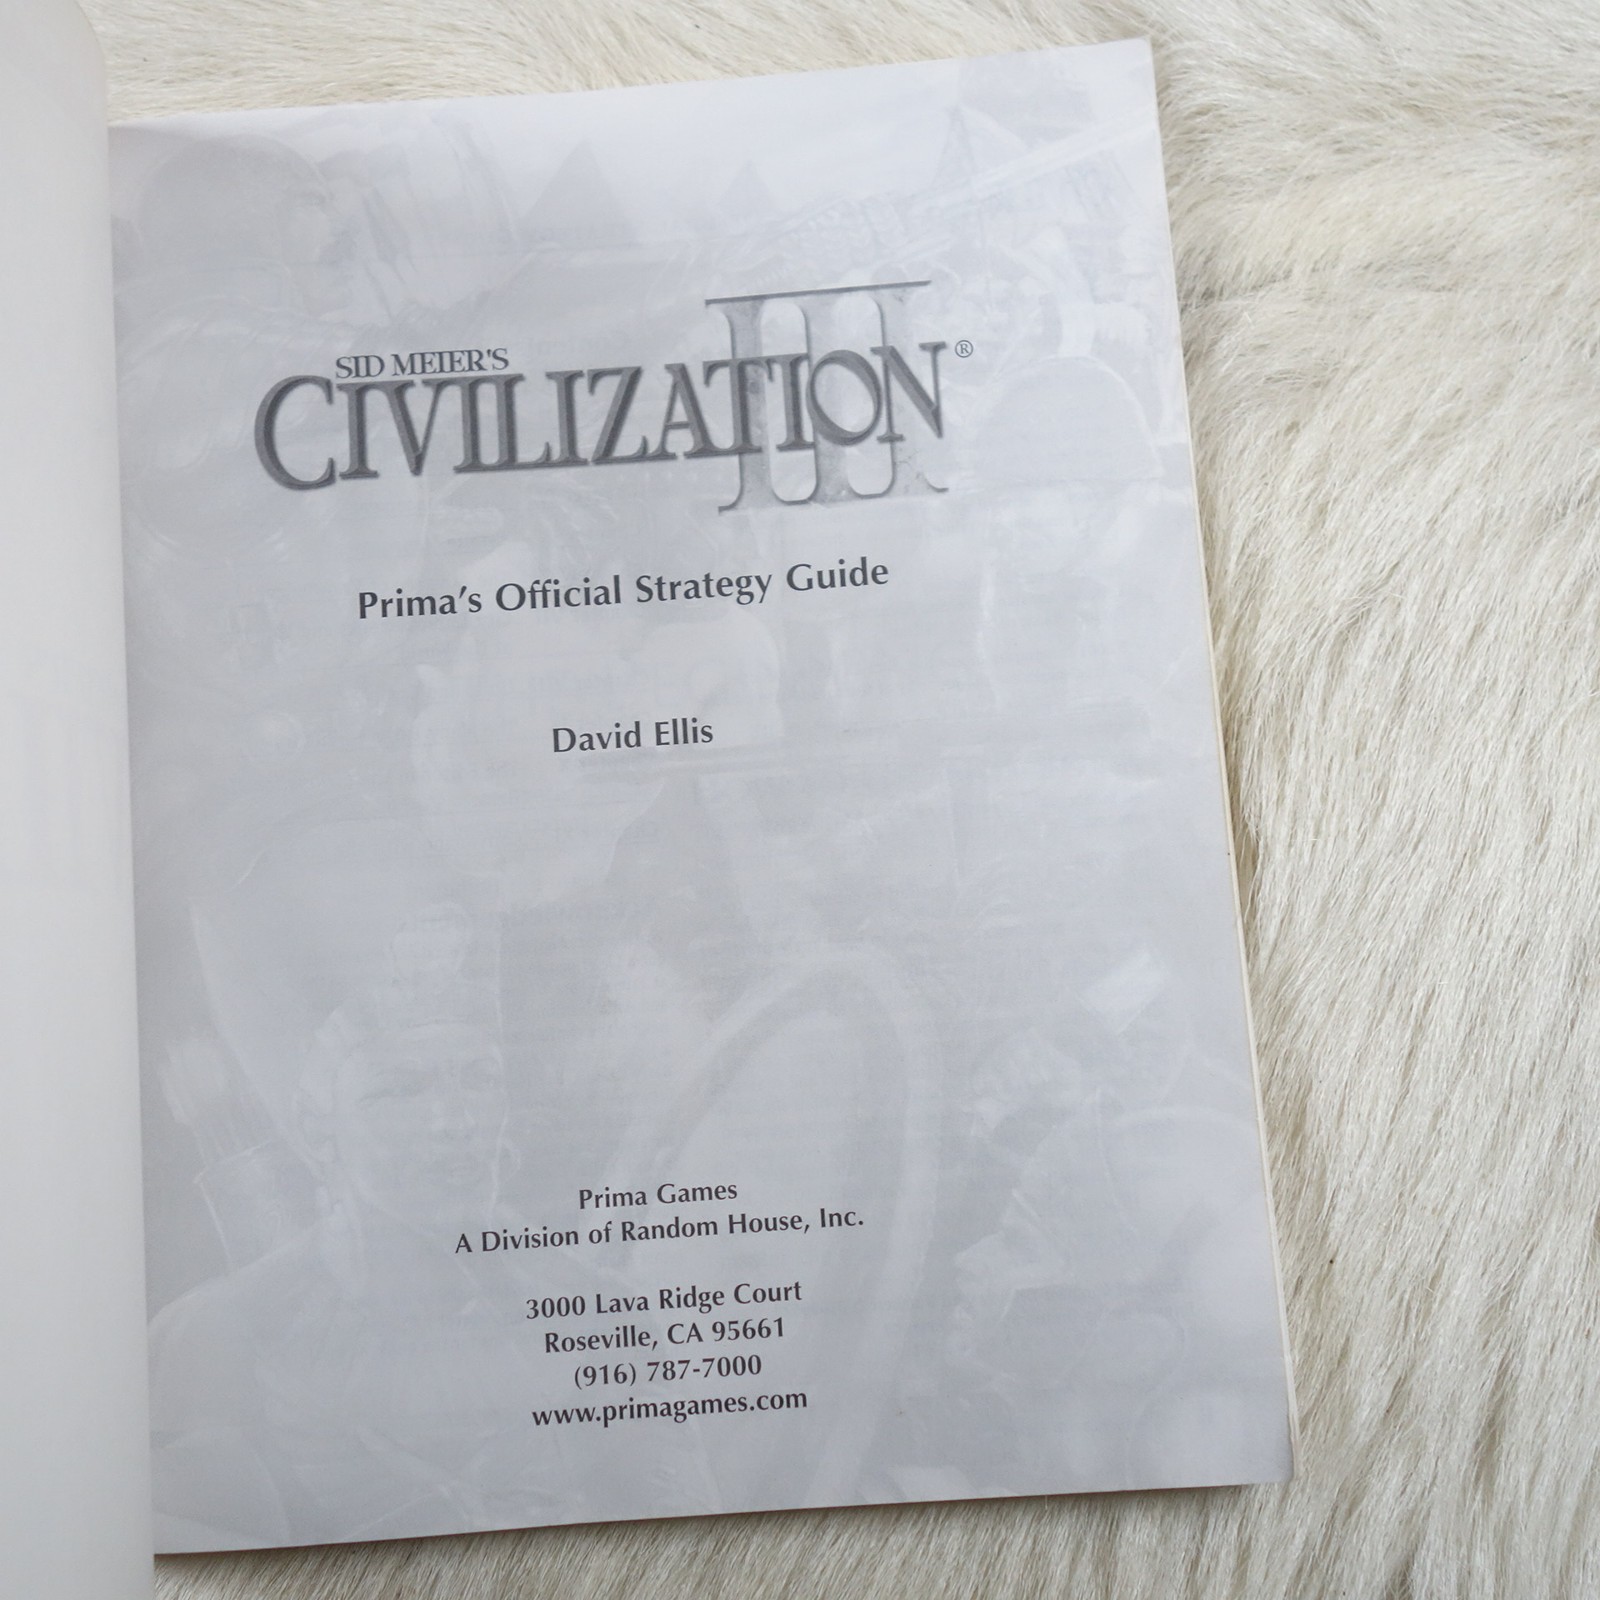 SID MEIER'S
CIVILIZATION III®
Prima's Official Strategy Guide
David Ellis
Prima Games
A Division of Random House, Inc.
3000 Lava Ridge Court
Roseville, CA 95661
(916) 787-7000
www.primagames.com